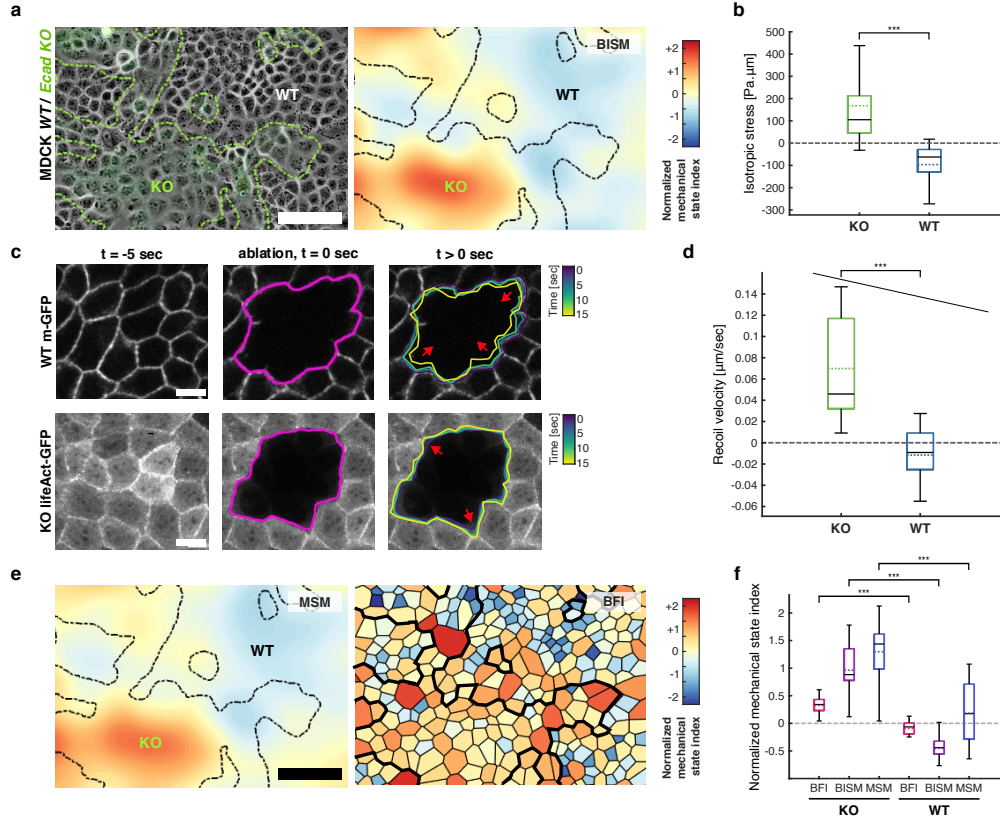 a
MDCK WT / Ecad KO
WT
KO
BISM
WT
KO
+2
+1
0
-1
-2
Normalized
mechanical
state index
b
***
Isotropic stress [Pa.μm]
500
400
300
200
100
0
-100
-200
-300
KO
WT
c
t = -5 sec
ablation, t = 0 sec
t > 0 sec
WT m-GFP
Time [sec]
0
5
10
15
KO lifeAct-GFP
Time [sec]
0
5
10
15
d
***
Recoil velocity [μm/sec]
0.14
0.12
0.10
0.08
0.06
0.04
0.02
0
-0.02
-0.04
-0.06
KO
WT
e
MSM
WT
KO
BFI
+2
+1
0
-1
-2
Normalized
mechanical
state index
f
***
***
***
Normalized mechanical state index
2
1.5
1
0.5
0
-0.5
BFI BISM MSM BFI BISM MSM
KO WT